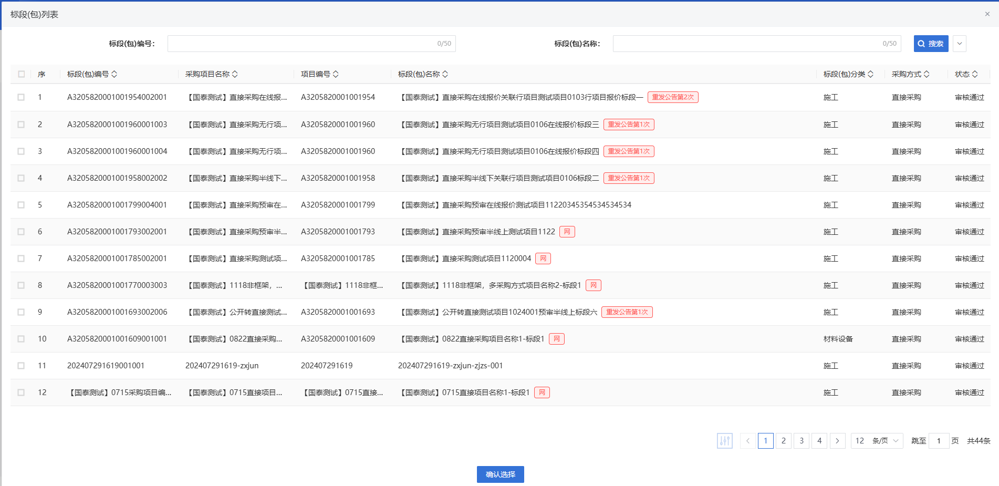 标段(包)列表
标段(包)编号： 0/50 标段(包)名称： 0/50 搜索
序 标段(包)编号 采购项目名称 项目编号 标段(包)名称 标段(包)分类 采购方式 状态
1 A3205820001001954002001 【国泰测试】直接采购在线报... A3205820001001954 【国泰测试】直接采购在线报价关联行项目测试项目0103行项目报价标段一 重发公告第2次 施工 直接采购 审核通过
2 A3205820001001960001003 【国泰测试】直接采购无行项... A3205820001001960 【国泰测试】直接采购无行项目测试项目0106在线报价标段三 重发公告第1次 施工 直接采购 审核通过
3 A3205820001001960001004 【国泰测试】直接采购无行项... A3205820001001960 【国泰测试】直接采购无行项目测试项目0106在线报价标段四 重发公告第1次 施工 直接采购 审核通过
4 A3205820001001958002002 【国泰测试】直接采购半线下... A3205820001001958 【国泰测试】直接采购半线下关联行项目测试项目0106标段二 重发公告第1次 施工 直接采购 审核通过
5 A3205820001001799004001 【国泰测试】直接采购预审在... A3205820001001799 【国泰测试】直接采购预审在线报价测试项目11220345354534534534 施工 直接采购 审核通过
6 A3205820001001793002001 【国泰测试】直接采购预审半... A3205820001001793 【国泰测试】直接采购预审半线上测试项目1122 网 施工 直接采购 审核通过
7 A3205820001001785002001 【国泰测试】直接采购测试项... A3205820001001785 【国泰测试】直接采购测试项目1120004 网 施工 直接采购 审核通过
8 A3205820001001770003003 【国泰测试】1118非框架，... 【国泰测试】1118非框... 【国泰测试】1118非框架，多采购方式项目名称2-标段1 网 施工 直接采购 审核通过
9 A3205820001001693002006 【国泰测试】公开转直接测试... A3205820001001693 【国泰测试】公开转直接测试项目1024001预审半线上标段六 重发公告第1次 施工 直接采购 审核通过
10 A3205820001001609001001 【国泰测试】0822直接采购... A3205820001001609 【国泰测试】0822直接采购项目名称1-标段1 网 材料设备 直接采购 审核通过
11 202407291619001001 202407291619-zxjun 202407291619 202407291619-zxjun-zjzs-001 施工 直接采购 审核通过
12 【国泰测试】0715采购项目编... 【国泰测试】0715直接项目... 【国泰测试】0715直接... 【国泰测试】0715直接项目名称1-标段1 网 施工 直接采购 审核通过
1 2 3 4 12 条/页 跳至 1 页 共44条
确认选择